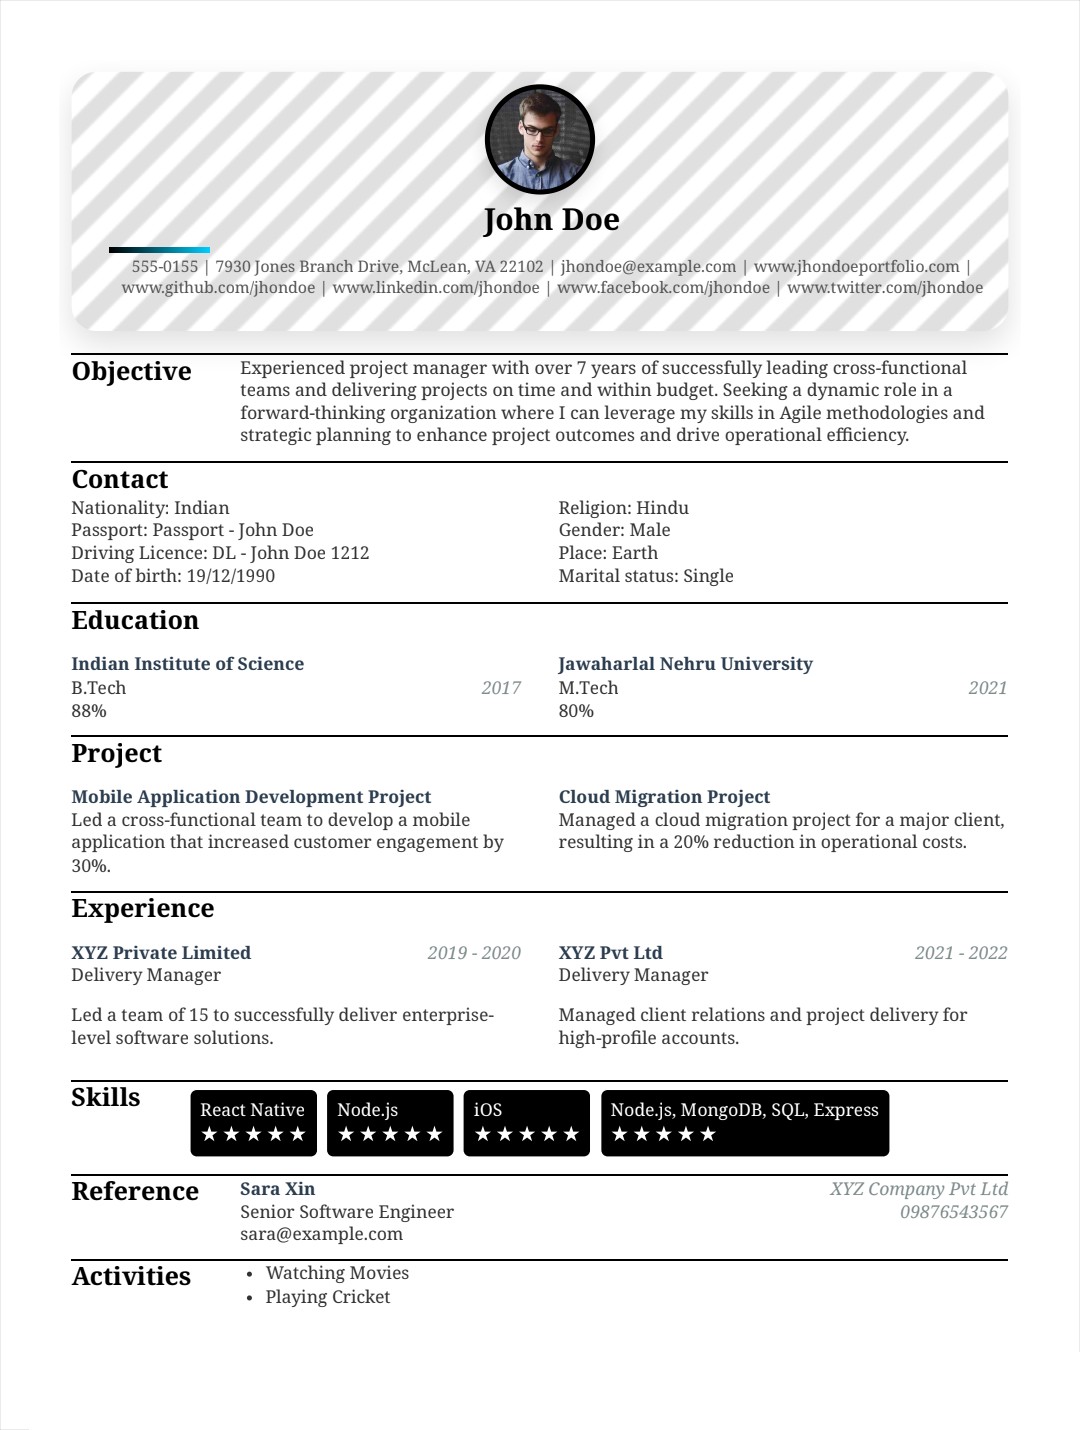 John Doe
555-0155 | 7930 Jones Branch Drive, McLean, VA 22102 | jhondoe@example.com | www.jhondoeportfolio.com |
www.github.com/jhondoe | www.linkedin.com/jhondoe | www.facebook.com/jhondoe | www.twitter.com/jhondoe
Objective
Experienced project manager with over 7 years of successfully leading cross-functional
teams and delivering projects on time and within budget. Seeking a dynamic role in a
forward-thinking organization where I can leverage my skills in Agile methodologies and
strategic planning to enhance project outcomes and drive operational efficiency.
Contact
Nationality: Indian
Passport: Passport - John Doe
Driving Licence: DL - John Doe 1212
Date of birth: 19/12/1990
Religion: Hindu
Gender: Male
Place: Earth
Marital status: Single
Education
Indian Institute of Science
B.Tech 2017
88%
Jawaharlal Nehru University
M.Tech 2021
80%
Project
Mobile Application Development Project
Led a cross-functional team to develop a mobile
application that increased customer engagement by
30%.
Cloud Migration Project
Managed a cloud migration project for a major client,
resulting in a 20% reduction in operational costs.
Experience
XYZ Private Limited 2019 - 2020
Delivery Manager
Led a team of 15 to successfully deliver enterprise-
level software solutions.
XYZ Pvt Ltd 2021 - 2022
Delivery Manager
Managed client relations and project delivery for
high-profile accounts.
Skills
React Native
★★★★★
Node.js
★★★★★
iOS
★★★★★
Node.js, MongoDB, SQL, Express
★★★★★
Reference
Sara Xin
Senior Software Engineer
sara@example.com
XYZ Company Pvt Ltd
09876543567
Activities
• Watching Movies
• Playing Cricket